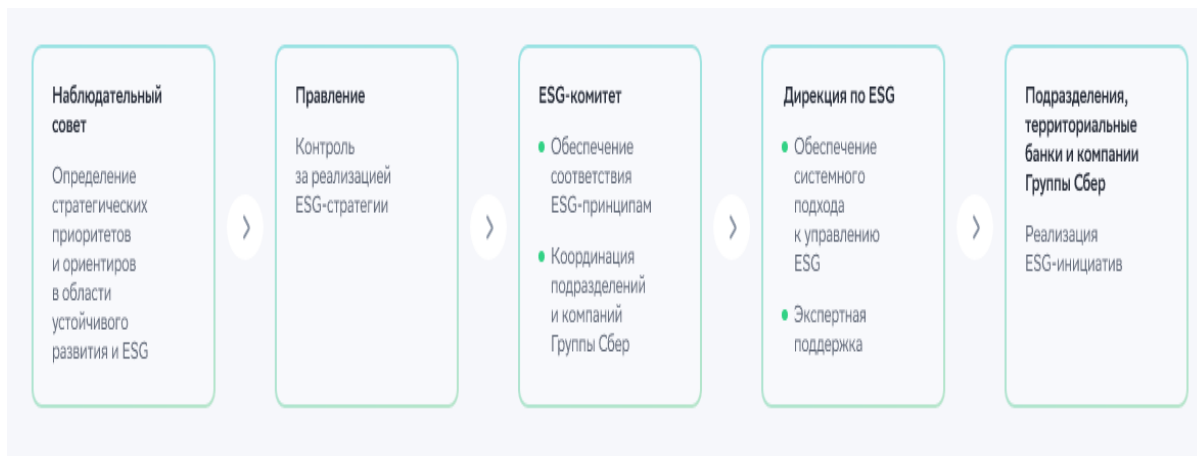 Наблюдательный
совет
Определение
стратегических
приоритетов
и ориентиров
в области
устойчивого
развития и ESG
Правление
Контроль
за реализацией
ESG-стратегии
ESG-комитет
Обеспечение
соответствия
ESG-принципам
Координация
подразделений
и компаний
Группы Сбер
Дирекция по ESG
Обеспечение
системного
подхода
к управлению
ESG
Экспертная
поддержка
Подразделения,
территориальные
банки и компании
Группы Сбер
Реализация
ESG-инициатив